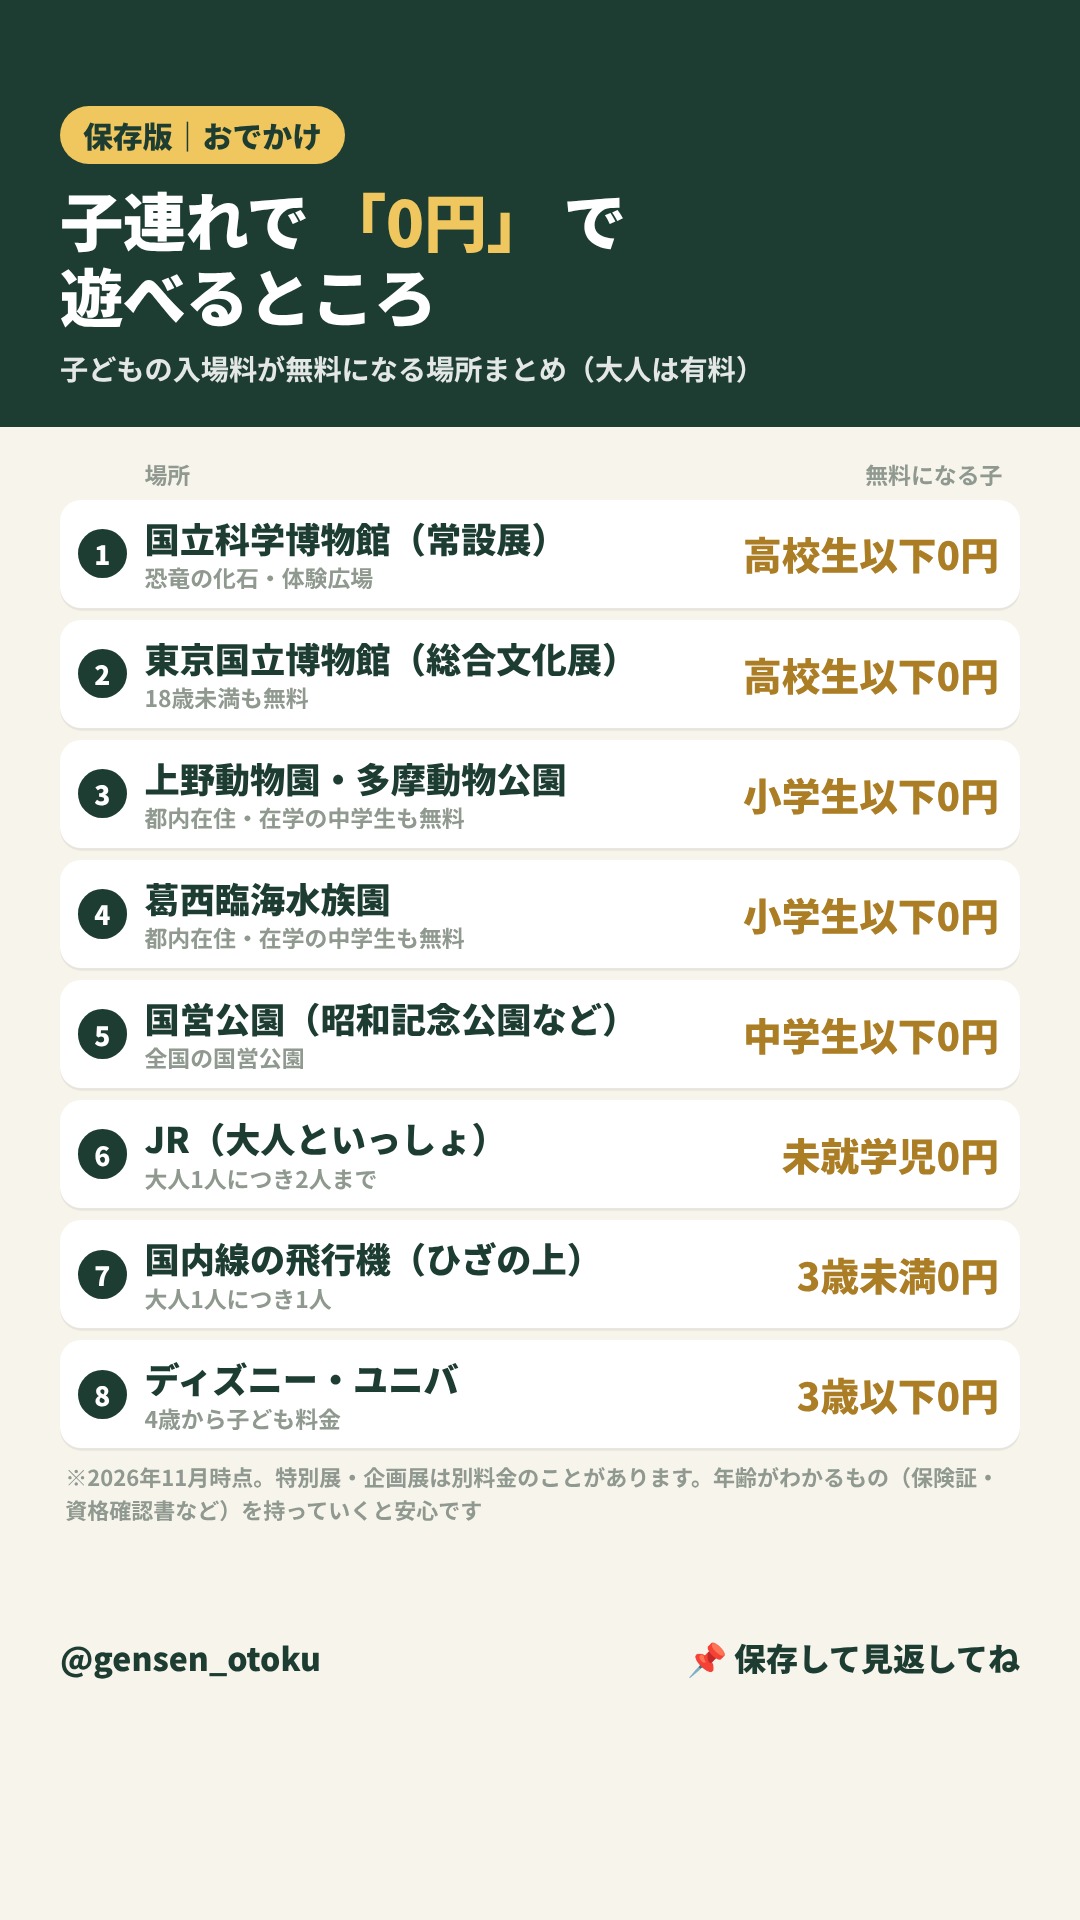 保存版｜おでかけ
子連れで「0円」で
遊べるところ
子どもの入場料が無料になる場所まとめ（大人は有料）
場所 無料になる子
1 国立科学博物館（常設展） 高校生以下0円
恐竜の化石・体験広場
2 東京国立博物館（総合文化展） 高校生以下0円
18歳未満も無料
3 上野動物園・多摩動物公園 小学生以下0円
都内在住・在学の中学生も無料
4 葛西臨海水族園 小学生以下0円
都内在住・在学の中学生も無料
5 国営公園（昭和記念公園など） 中学生以下0円
全国の国営公園
6 JR（大人といっしょ） 未就学児0円
大人1人につき2人まで
7 国内線の飛行機（ひざの上） 3歳未満0円
大人1人につき1人
8 ディズニー・ユニバ 3歳以下0円
4歳から子ども料金
※2026年11月時点。特別展・企画展は別料金のことがあります。年齢がわかるもの（保険証・
資格確認書など）を持っていくと安心です
@gensen_otoku 📌 保存して見返してね